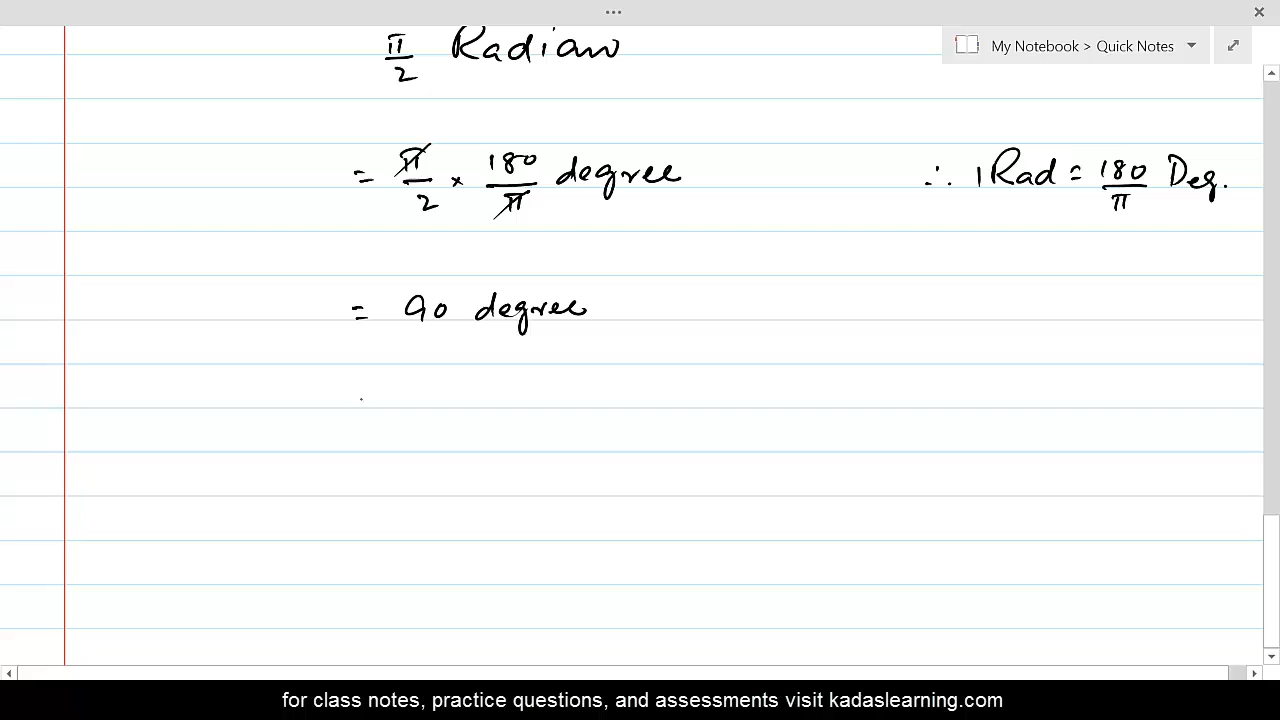 ...
My Notebook > Quick Notes
π/2 Radian
= π/2 × 180/π degree ∴ 1 Rad = 180/π Deg.
= 90 degree
for class notes, practice questions, and assessments visit kadaslearning.com